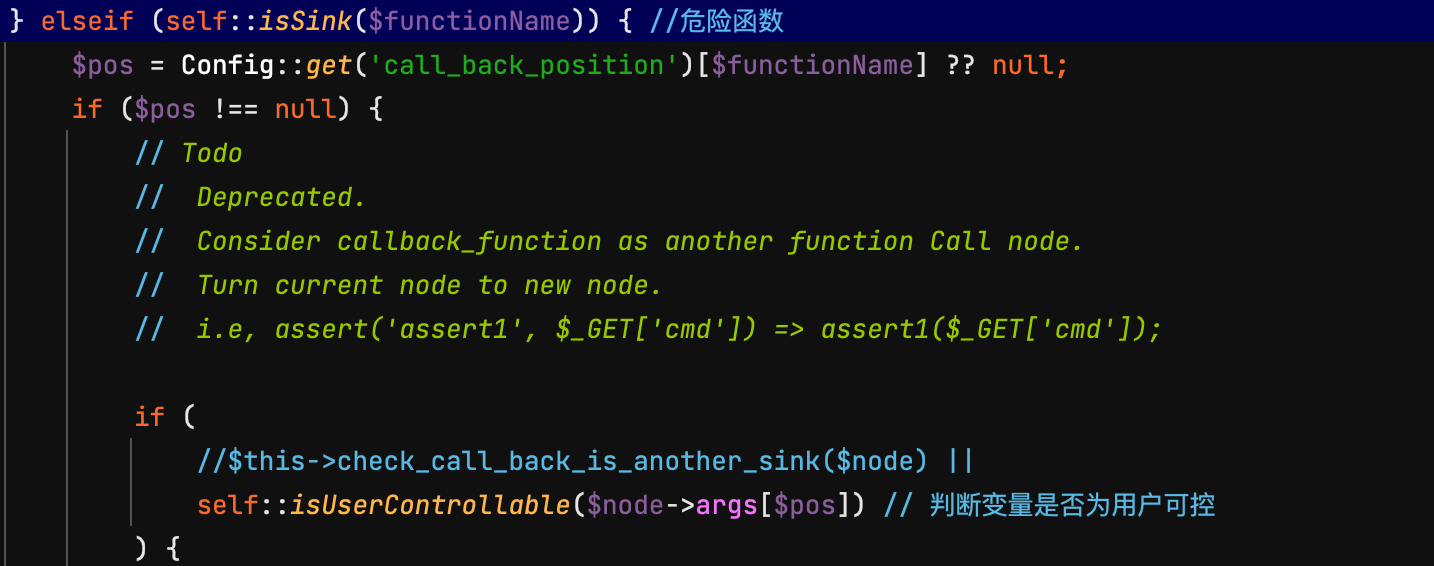 } elseif (self::isSink($functionName)) { //危险函数
$pos = Config::get('call_back_position')[$functionName] ?? null;
if ($pos !== null) {
// Todo
//  Deprecated.
//  Consider callback_function as another function Call node.
//  Turn current node to new node.
//  i.e, assert('assert1', $_GET['cmd']) => assert1($_GET['cmd']);
if (
//$this->check_call_back_is_another_sink($node) ||
self::isUserControllable($node->args[$pos]) // 判断变量是否为用户可控
) {